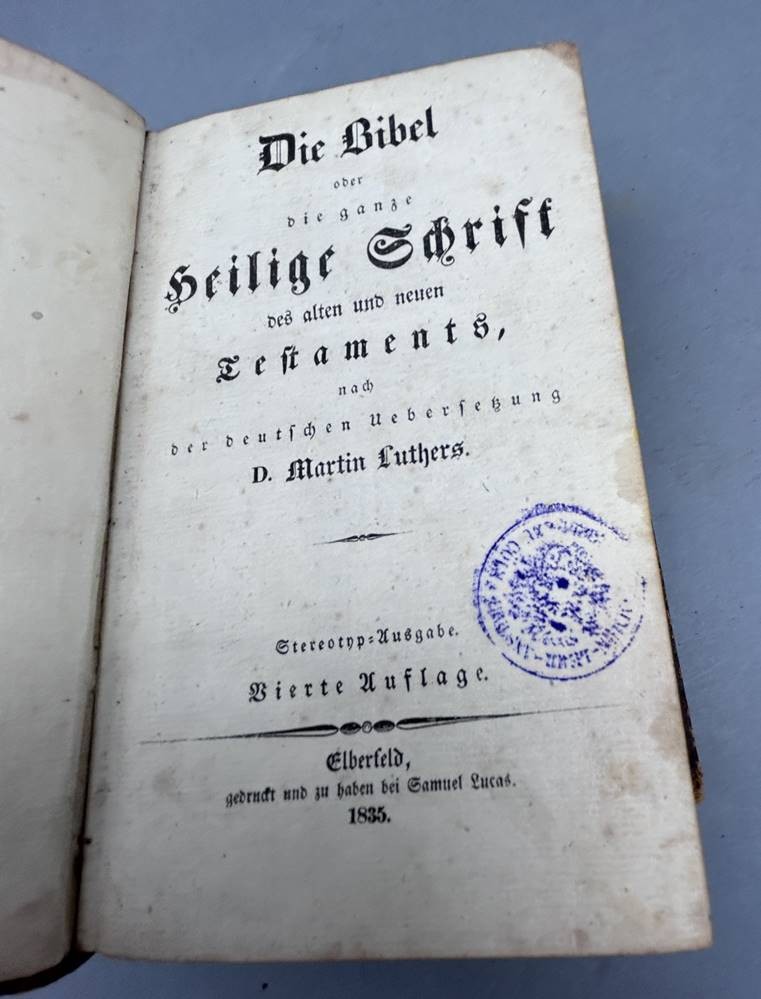 Die Bibel
oder
die ganze
Heilige Schrift
des alten und neuen
Testaments,
nach
der deutschen Uebersetzung
D. Martin Luthers.
Stereotyp-Ausgabe.
Vierte Auflage.
Elberfeld,
gedruckt und zu haben bei Samuel Lucas.
1835.